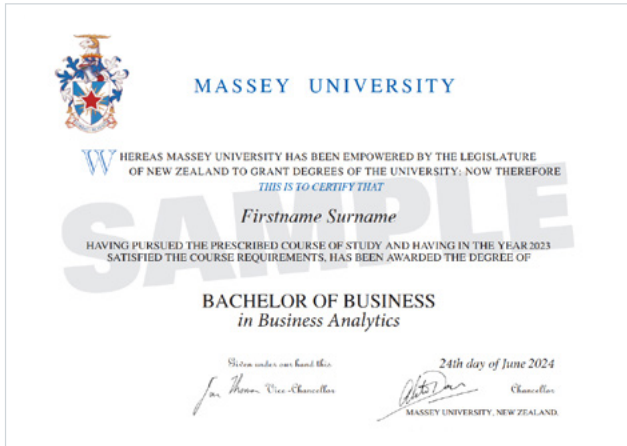 MASSEY UNIVERSITY
WHEREAS MASSEY UNIVERSITY HAS BEEN EMPOWERED BY THE LEGISLATURE
OF NEW ZEALAND TO GRANT DEGREES OF THE UNIVERSITY: NOW THEREFORE
THIS IS TO CERTIFY THAT
SAMPLE
Firstname Surname
HAVING PURSUED THE PRESCRIBED COURSE OF STUDY AND HAVING IN THE YEAR 2023
SATISFIED THE COURSE REQUIREMENTS, HAS BEEN AWARDED THE DEGREE OF
BACHELOR OF BUSINESS
in Business Analytics
Given under our hand this 24th day of June 2024
Vice-Chancellor Chancellor
MASSEY UNIVERSITY, NEW ZEALAND.